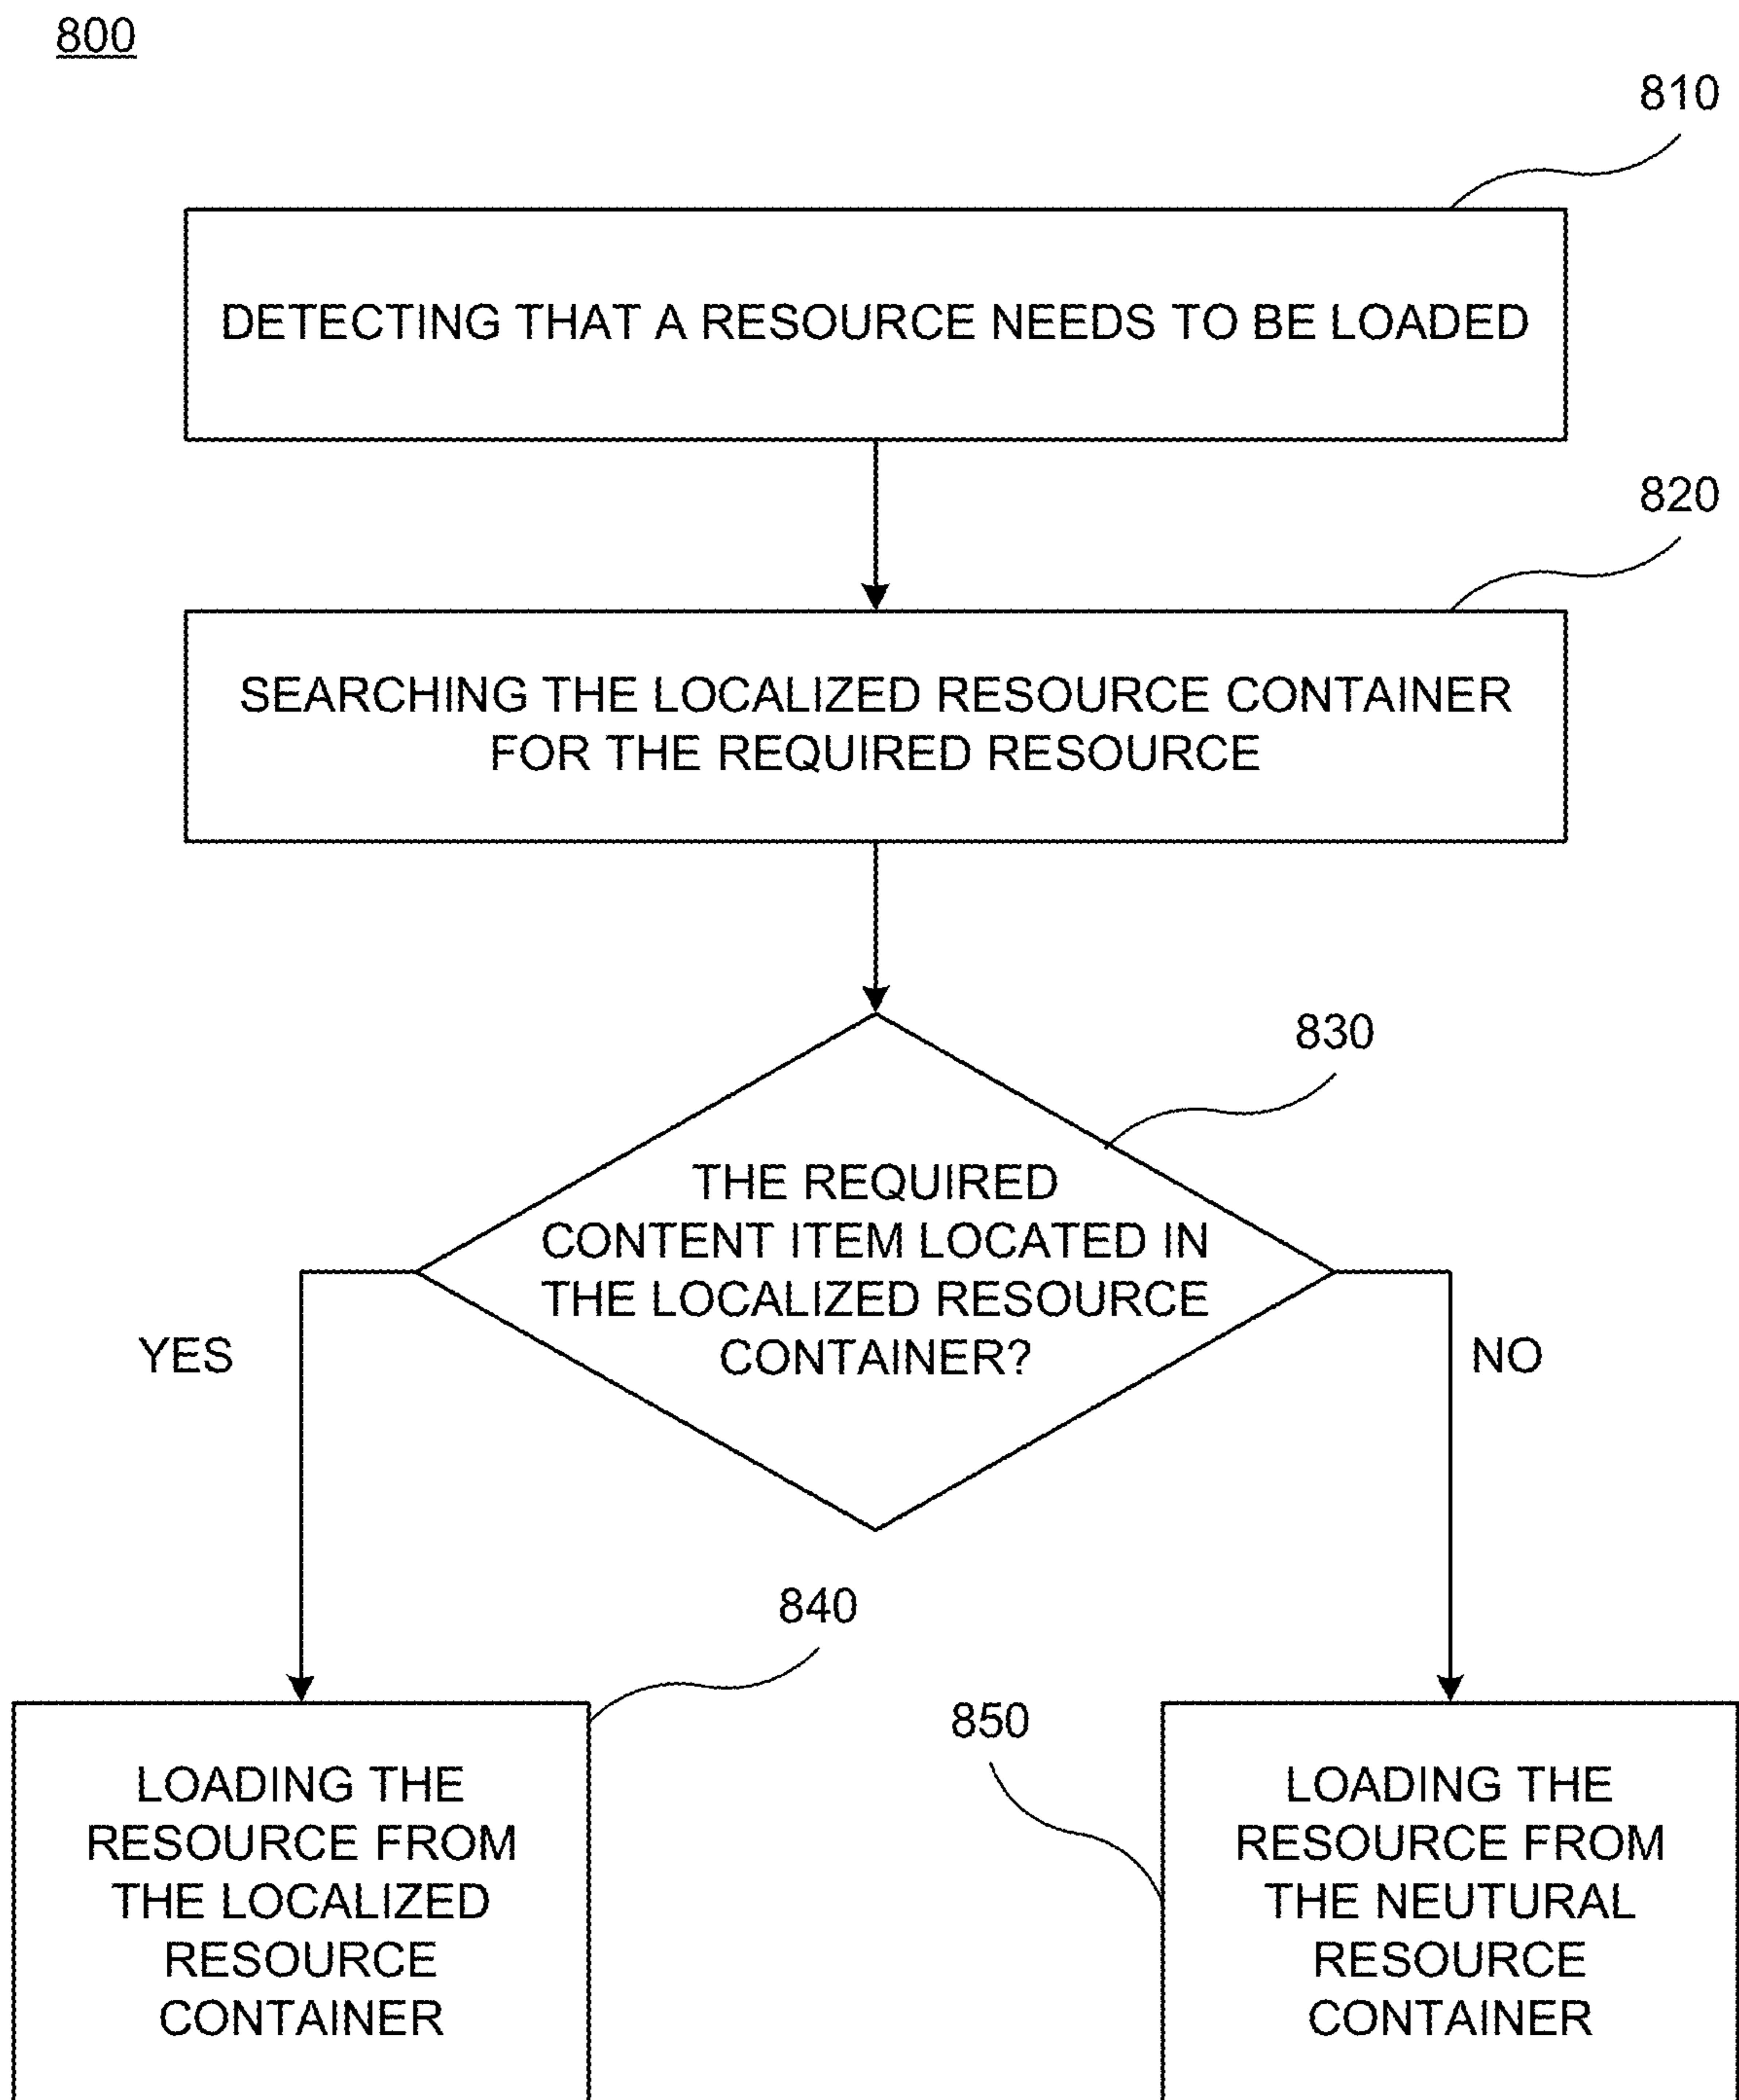 800
810
DETECTING THAT A RESOURCE NEEDS TO BE LOADED
820
SEARCHING THE LOCALIZED RESOURCE CONTAINER
FOR THE REQUIRED RESOURCE
830
THE REQUIRED
CONTENT ITEM LOCATED IN
THE LOCALIZED RESOURCE
CONTAINER?
YES
NO
840
LOADING THE
RESOURCE FROM
THE LOCALIZED
RESOURCE
CONTAINER
850
LOADING THE
RESOURCE FROM
THE NEUTURAL
RESOURCE
CONTAINER